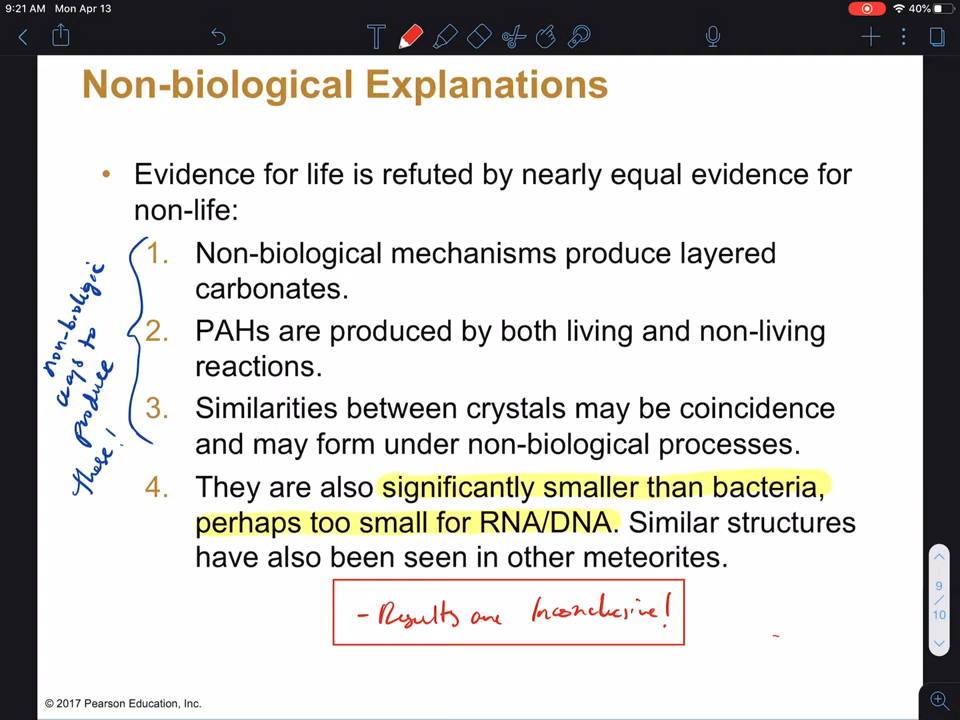 9:21 AM Mon Apr 13
40%
Non-biological Explanations
• Evidence for life is refuted by nearly equal evidence for
non-life:
1. Non-biological mechanisms produce layered
carbonates.
2. PAHs are produced by both living and non-living
reactions.
3. Similarities between crystals may be coincidence
and may form under non-biological processes.
4. They are also significantly smaller than bacteria,
perhaps too small for RNA/DNA. Similar structures
have also been seen in other meteorites.
non-biologic
ways to
produce
these!
- Results are Inconclusive!
9
/
10
© 2017 Pearson Education, Inc.